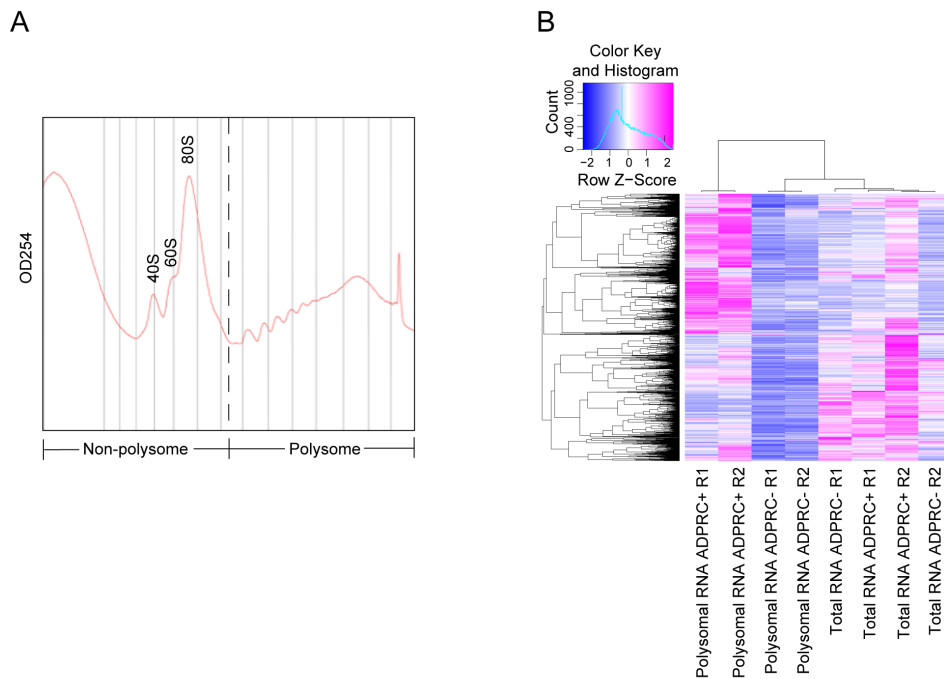 A
OD254
40S
60S
80S
Non-polysome
Polysome
B
Color Key
and Histogram
Count
0 400 1000
−2 1 0 1 2
Row Z−Score
Polysomal RNA ADPRC+ R1
Polysomal RNA ADPRC+ R2
Polysomal RNA ADPRC- R1
Polysomal RNA ADPRC- R2
Total RNA ADPRC- R1
Total RNA ADPRC+ R1
Total RNA ADPRC+ R2
Total RNA ADPRC- R2